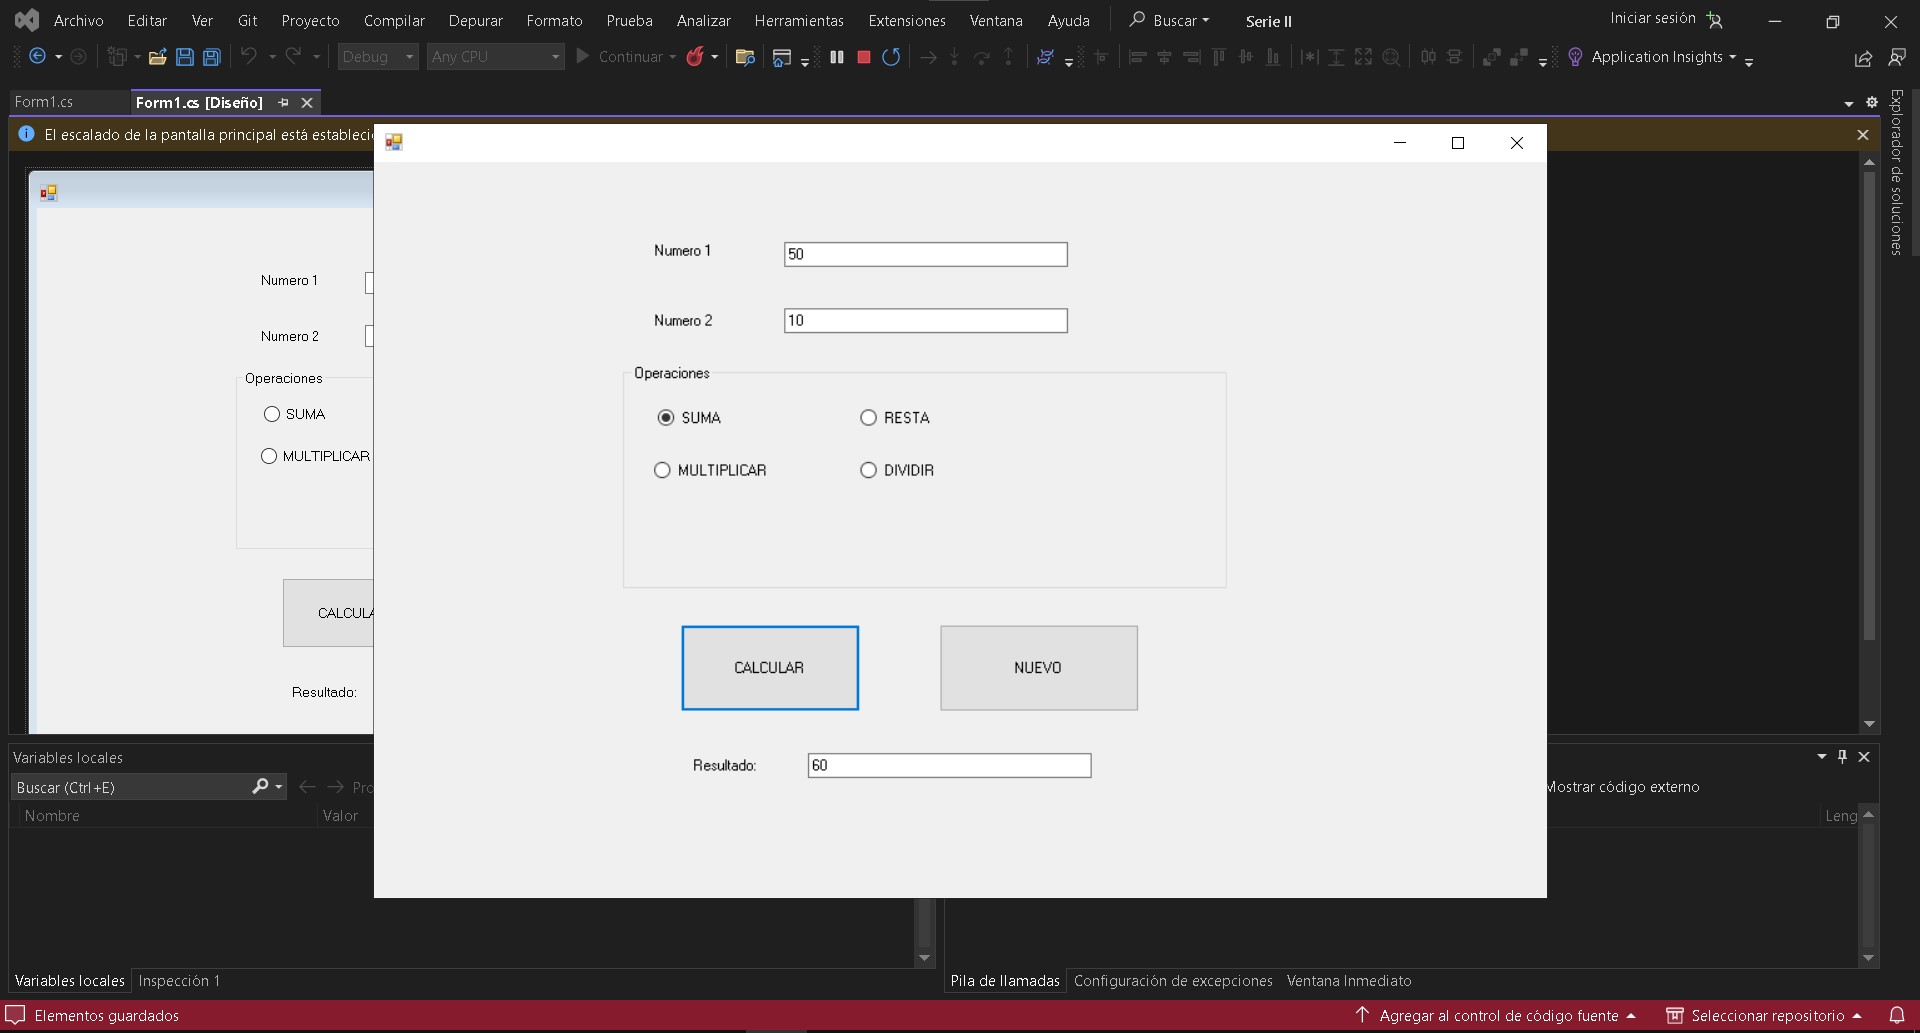 Archivo Editar Ver Git Proyecto Compilar Depurar Formato Prueba Analizar Herramientas Extensiones Ventana Ayuda Buscar Serie II Iniciar sesión
Debug Any CPU Continuar Application Insights
Form1.cs Form1.cs [Diseño]
El escalado de la pantalla principal está
Numero 1
Numero 2
Operaciones
SUMA
MULTIPLICAR
Resultado:
Numero 1 50
Numero 2 10
Operaciones
SUMA RESTA
MULTIPLICAR DIVIDIR
CALCULAR NUEVO
Resultado: 60
Explorador de soluciones
Variables locales
Buscar (Ctrl+E)
Nombre Valor
Mostrar código externo
Leng
Variables locales Inspección 1
Pila de llamadas Configuración de excepciones Ventana Inmediato
Elementos guardados Agregar al control de código fuente Seleccionar repositorio